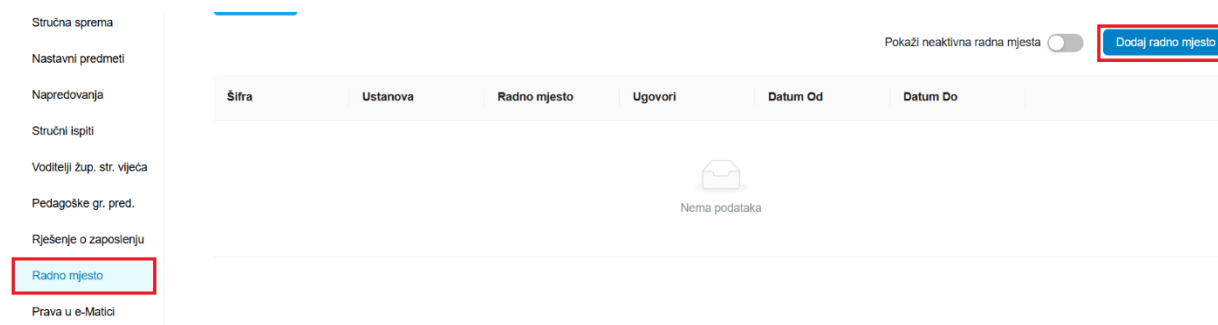 Stručna sprema
Nastavni predmeti
Napredovanja
Stručni ispiti
Voditelji žup. str. vijeća
Pedagoške gr. pred.
Rješenje o zaposlenju
Radno mjesto
Prava u e-Matici
Pokaži neaktivna radna mjesta
Dodaj radno mjesto
Šifra Ustanova Radno mjesto Ugovori Datum Od Datum Do
Nema podataka